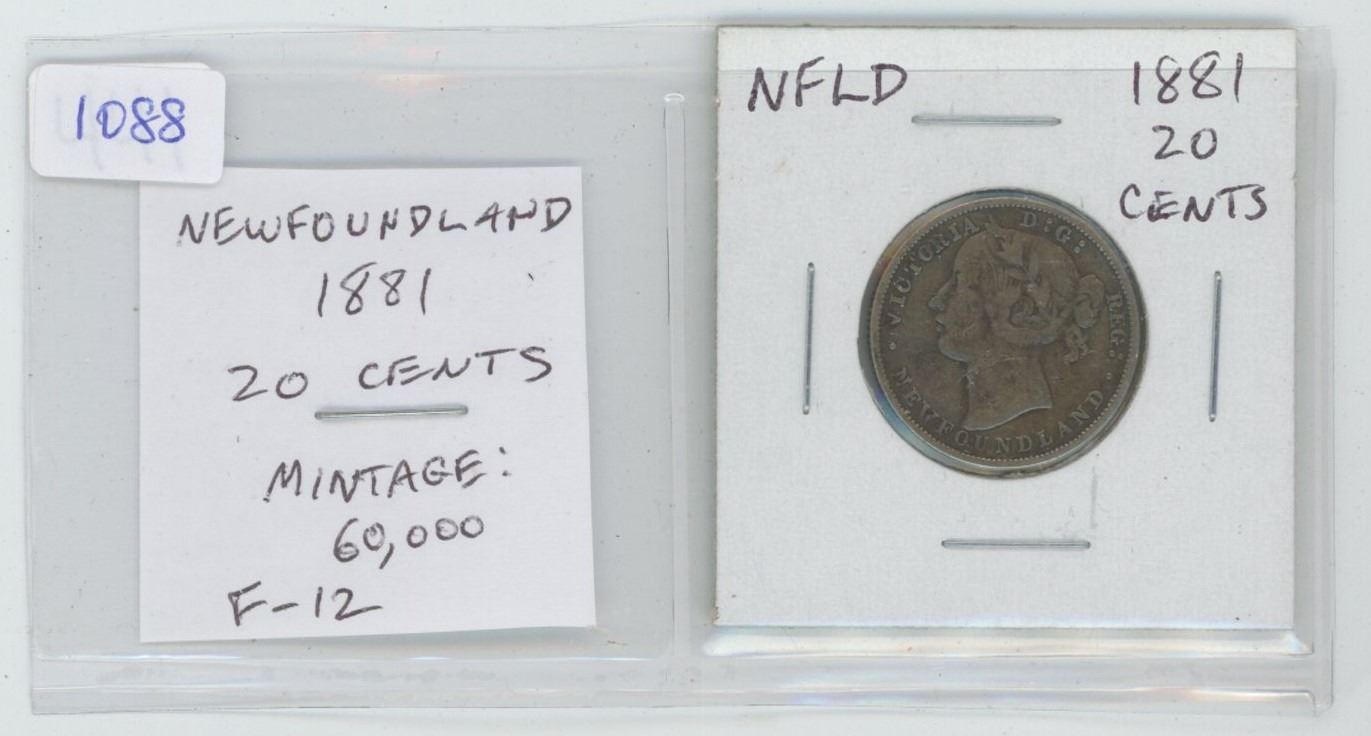 1088
NEWFOUNDLAND
1881
20 CENTS
MINTAGE:
60,000
F-12
NFLD
1881
20
CENTS
VICTORIA D:G: REG:
NEWFOUNDLAND